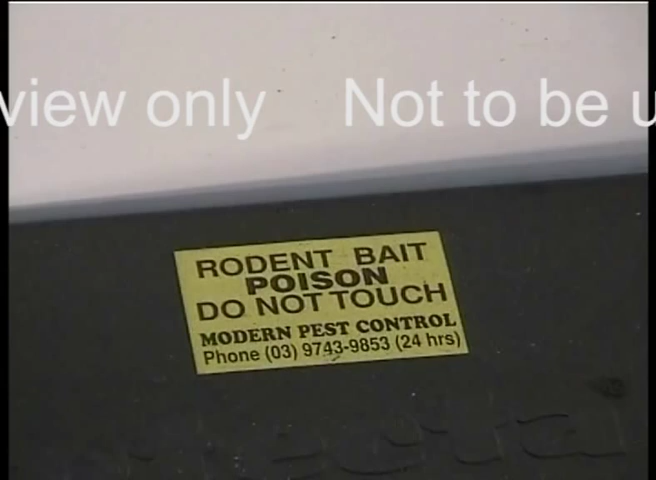 view only Not to be
RODENT BAIT
POISON
DO NOT TOUCH
MODERN PEST CONTROL
Phone (03) 9743-9853 (24 hrs)